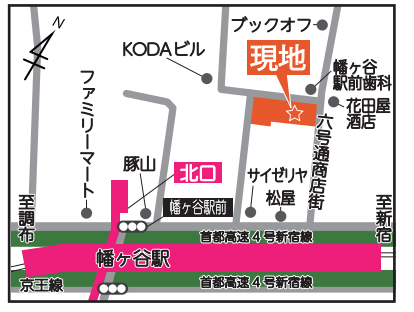 N
ブックオフ
KODAビル
現地
幡ヶ谷
駅前歯科
ファミリーマート
花田屋
酒店
六号通商店街
豚山
北口
サイゼリヤ
松屋
幡ヶ谷駅前
至調布
至新宿
首都高速4号新宿線
幡ヶ谷駅
首都高速4号新宿線
京王線